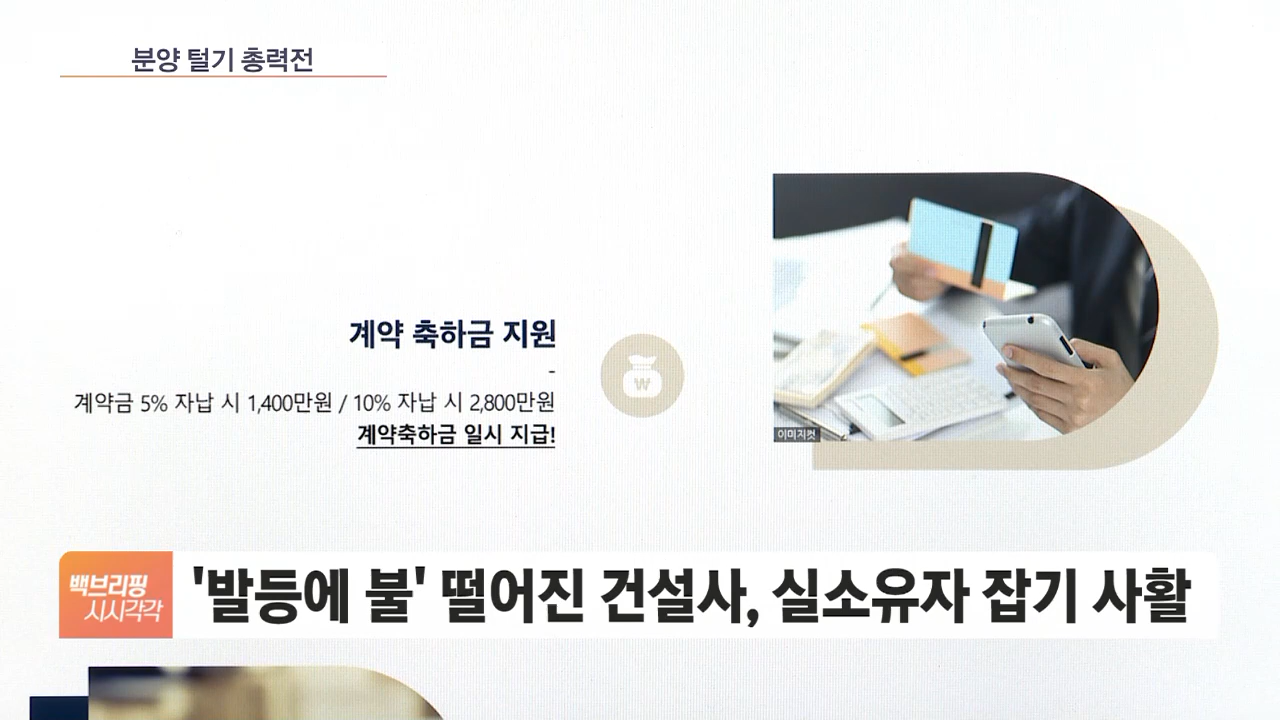 분양 털기 총력전
계약 축하금 지원
-
계약금 5% 자납 시 1,400만원 / 10% 자납 시 2,800만원
계약축하금 일시 지급!
₩
이미지컷
백브리핑
시시각각
'발등에 불' 떨어진 건설사, 실소유자 잡기 사활